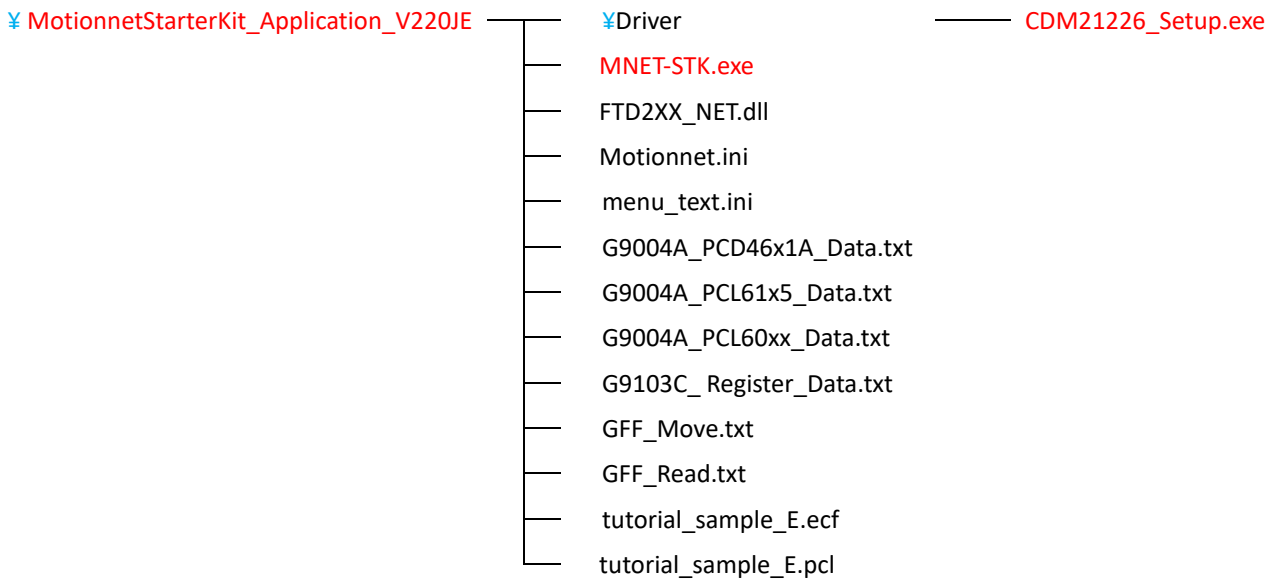 ¥ MotionnetStarterKit_Application_V220JE ¥Driver CDM21226_Setup.exe
MNET-STK.exe
FTD2XX_NET.dll
Motionnet.ini
menu_text.ini
G9004A_PCD46x1A_Data.txt
G9004A_PCL61x5_Data.txt
G9004A_PCL60xx_Data.txt
G9103C_ Register_Data.txt
GFF_Move.txt
GFF_Read.txt
tutorial_sample_E.ecf
tutorial_sample_E.pcl